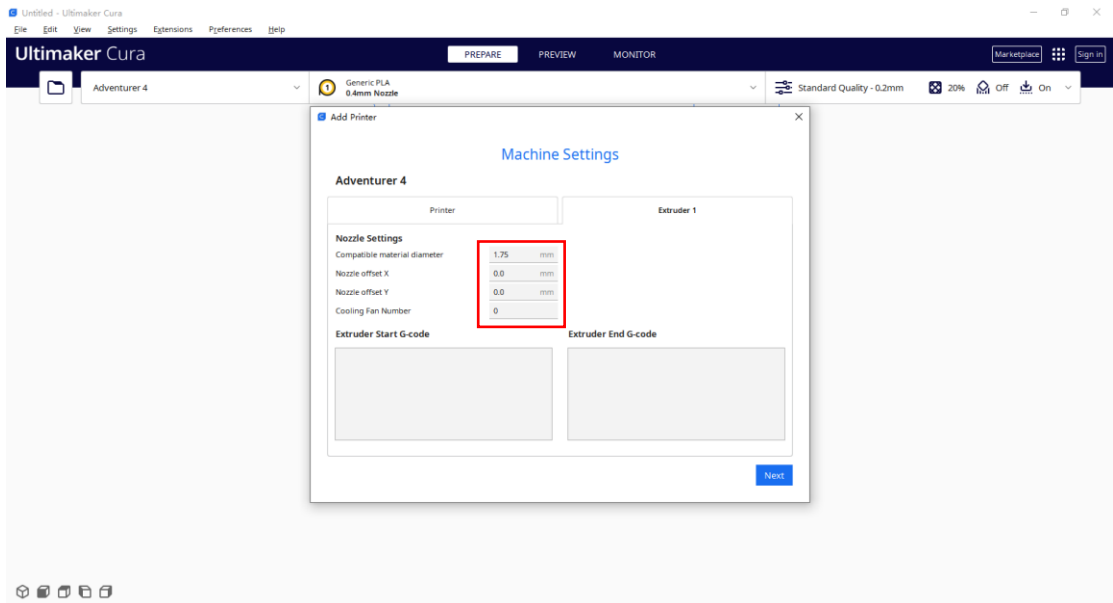 Untitled - Ultimaker Cura
File Edit View Settings Extensions Preferences Help
Ultimaker Cura PREPARE PREVIEW MONITOR Marketplace Sign in
Adventurer 4
1
Generic PLA
0.4mm Nozzle
Standard Quality - 0.2mm 20% Off On
Add Printer
Machine Settings
Adventurer 4
Printer Extruder 1
Nozzle Settings
Compatible material diameter 1.75 mm
Nozzle offset X 0.0 mm
Nozzle offset Y 0.0 mm
Cooling Fan Number 0
Extruder Start G-code Extruder End G-code
Next